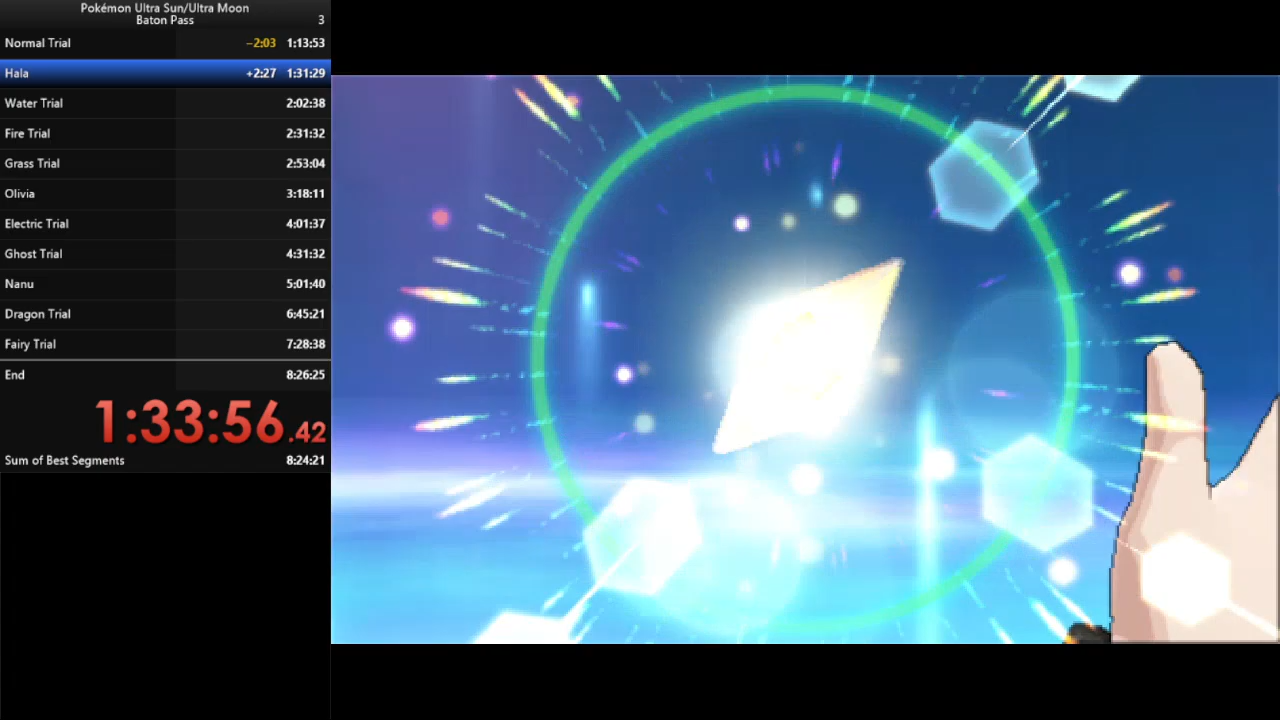 Pokémon Ultra Sun/Ultra Moon
Baton Pass 3
Normal Trial −2:03 1:13:53
Hala +2:27 1:31:29
Water Trial 2:02:38
Fire Trial 2:31:32
Grass Trial 2:53:04
Olivia 3:18:11
Electric Trial 4:01:37
Ghost Trial 4:31:32
Nanu 5:01:40
Dragon Trial 6:45:21
Fairy Trial 7:28:38
End 8:26:25
1:33:56.42
Sum of Best Segments 8:24:21